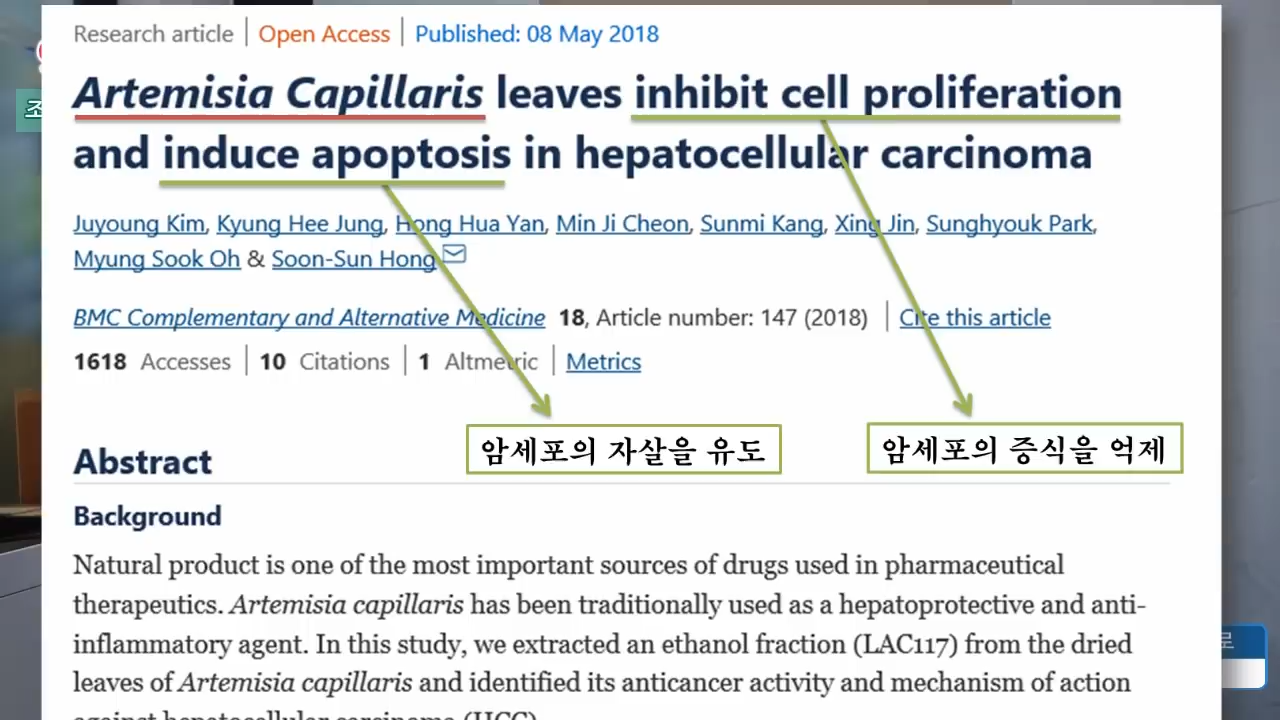 Research article | Open Access | Published: 08 May 2018
Artemisia Capillaris leaves inhibit cell proliferation
and induce apoptosis in hepatocellular carcinoma
Juyoung Kim, Kyung Hee Jung, Hong Hua Yan, Min Ji Cheon, Sunmi Kang, Xing Jin, Sunghyouk Park,
Myung Sook Oh & Soon-Sun Hong
BMC Complementary and Alternative Medicine 18, Article number: 147 (2018) | Cite this article
1618 Accesses | 10 Citations | 1 Altmetric | Metrics
암세포의 자살을 유도
암세포의 증식을 억제
Abstract
Background
Natural product is one of the most important sources of drugs used in pharmaceutical
therapeutics. Artemisia capillaris has been traditionally used as a hepatoprotective and anti-
inflammatory agent. In this study, we extracted an ethanol fraction (LAC117) from the dried
leaves of Artemisia capillaris and identified its anticancer activity and mechanism of action
against hepatocellular carcinoma (HCC)